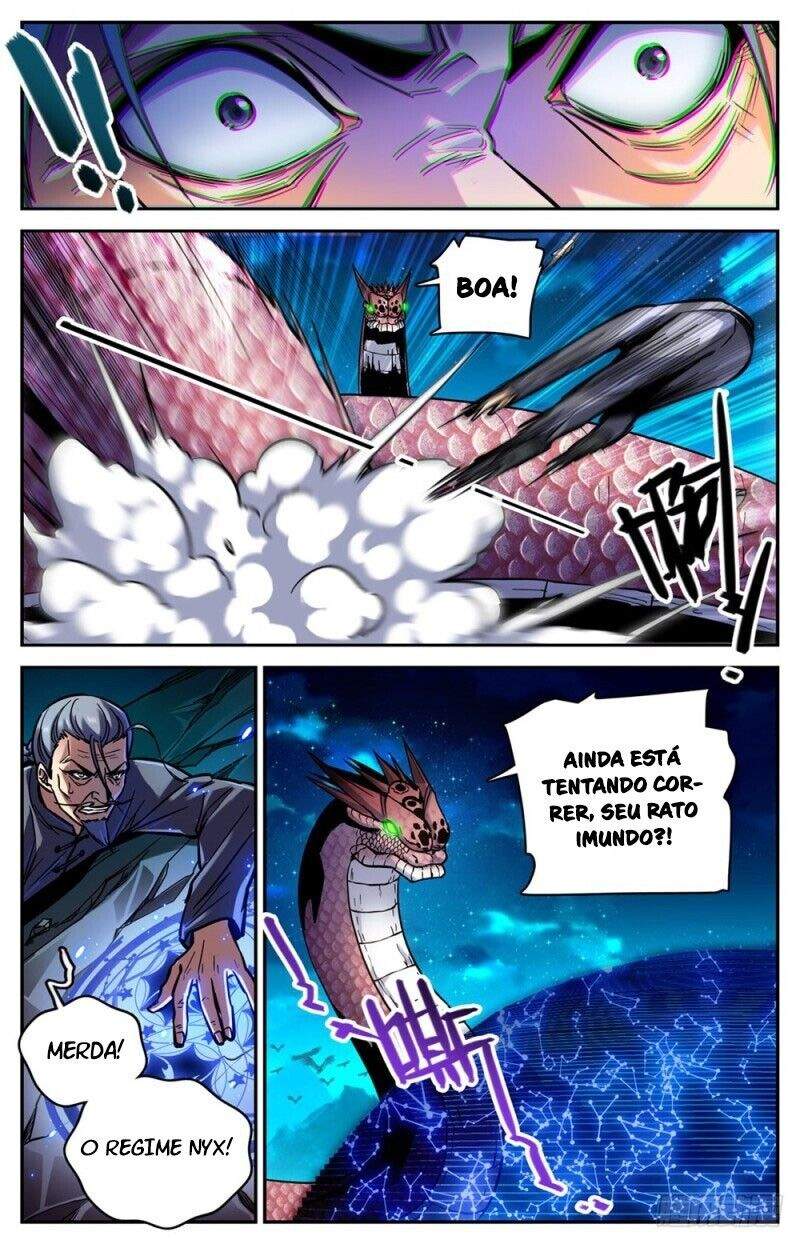 !!
BOA!
AINDA ESTÁ
TENTANDO COR-
RER, SEU RATO
IMUNDO?!
MERDA!
O REGIME NYX!